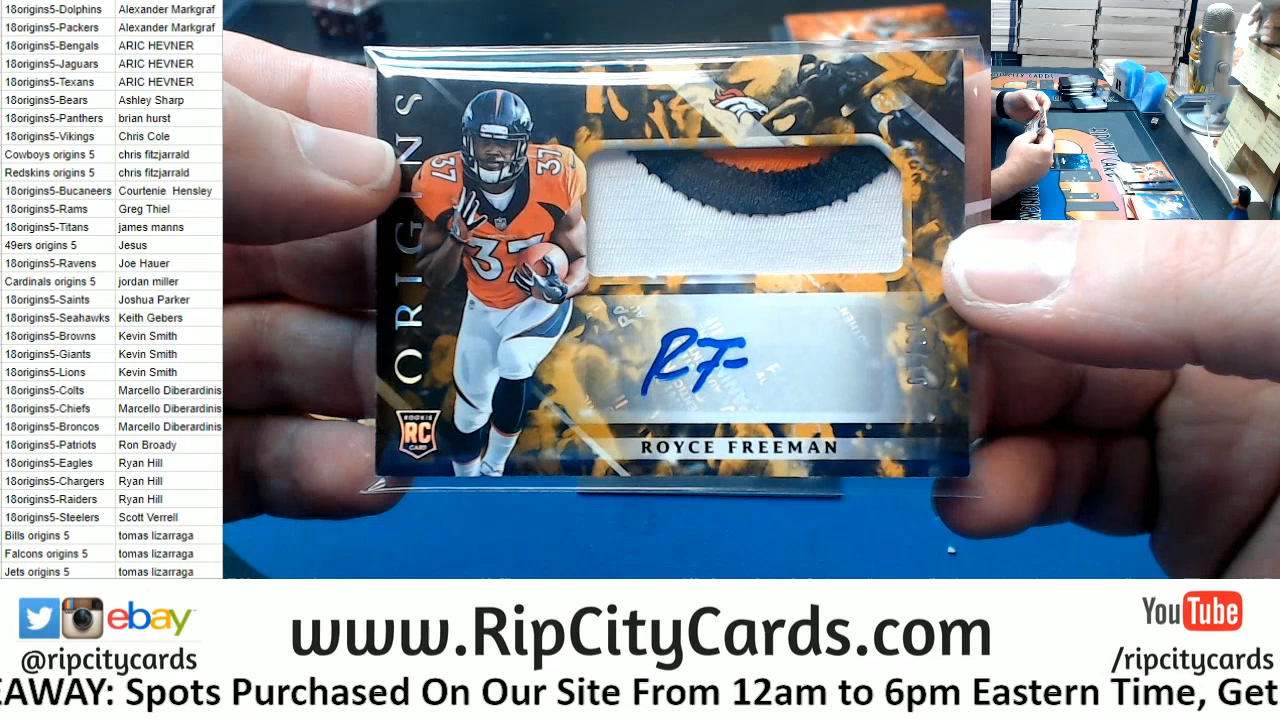 18origins5-Dolphins Alexander Markgraf
18origins5-Packers Alexander Markgraf
18origins5-Bengals ARIC HEVNER
18origins5-Jaguars ARIC HEVNER
18origins5-Texans ARIC HEVNER
18origins5-Bears Ashley Sharp
18origins5-Panthers brian hurst
18origins5-Vikings Chris Cole
Cowboys origins 5 chris fitzjarrald
Redskins origins 5 chris fitzjarrald
18origins5-Bucaneers Courtenie Hensley
18origins5-Rams Greg Thiel
18origins5-Titans james manns
49ers origins 5 Jesus
18origins5-Ravens Joe Hauer
Cardinals origins 5 jordan miller
18origins5-Saints Joshua Parker
18origins5-Seahawks Keith Gebers
18origins5-Browns Kevin Smith
18origins5-Giants Kevin Smith
18origins5-Lions Kevin Smith
18origins5-Colts Marcello Diberardinis
18origins5-Chiefs Marcello Diberardinis
18origins5-Broncos Marcello Diberardinis
18origins5-Patriots Ron Broady
18origins5-Eagles Ryan Hill
18origins5-Chargers Ryan Hill
18origins5-Raiders Ryan Hill
18origins5-Steelers Scott Verrell
Bills origins 5 tomas lizarraga
Falcons origins 5 tomas lizarraga
Jets origins 5 tomas lizarraga
ORIGINS
37
37
37
RF
ROOKIE
RC
CARD
ROYCE FREEMAN
RIP CITY CARDS
ebay
@ripcitycards
www.RipCityCards.com
YouTube
/ripcitycards
EAWAY: Spots Purchased On Our Site From 12am to 6pm Eastern Time, Get